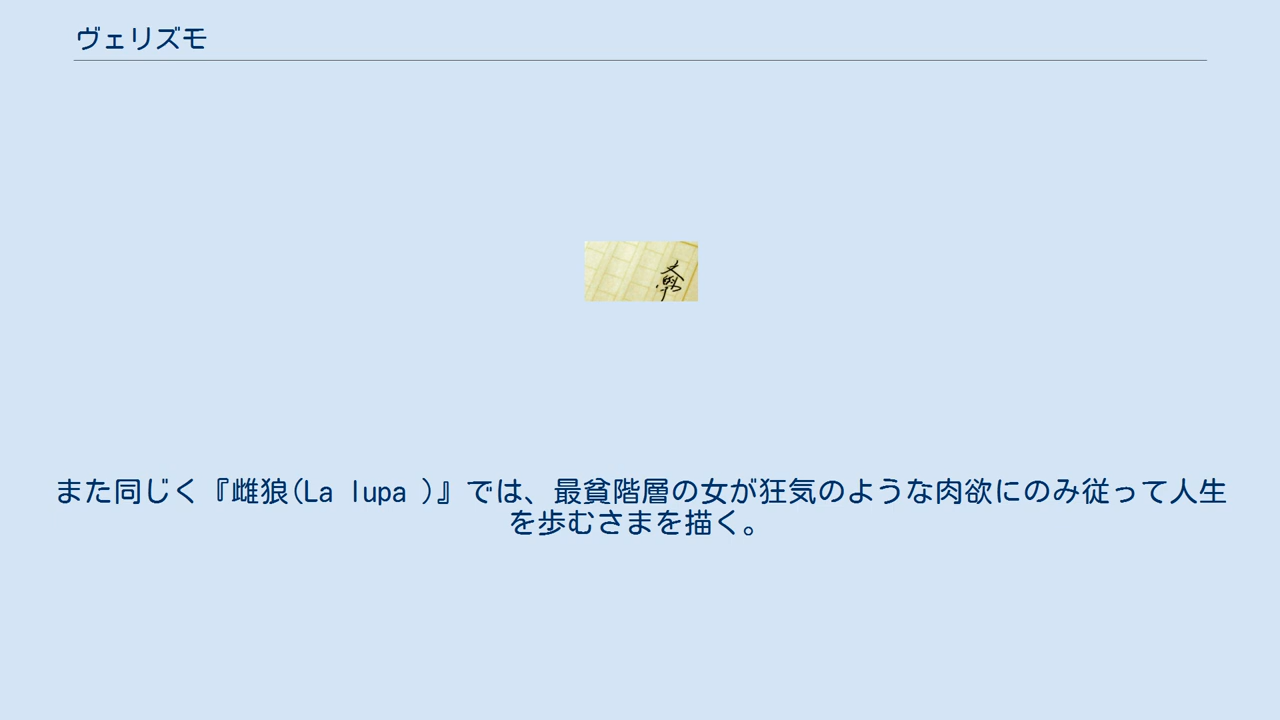 ヴェリズモ
また同じく『雌狼(La lupa )』では、最貧階層の女が狂気のような肉欲にのみ従って人生
を歩むさまを描く。